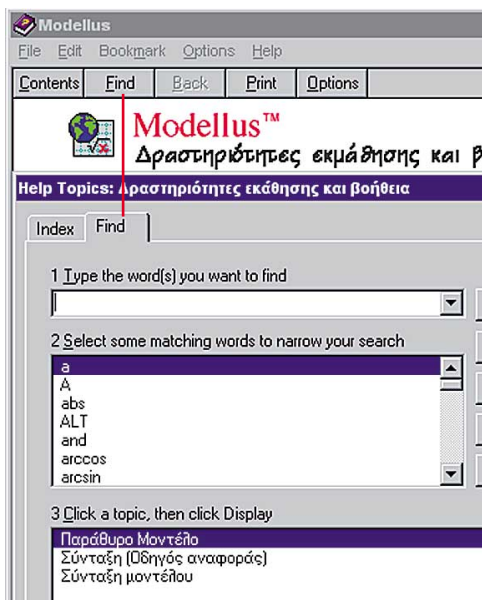 Modellus
File Edit Bookmark Options Help
Contents Find Back Print Options
Modellus™
Δραστηριότητες εκμάθησης και β
Help Topics: Δραστηριότητες εκάθησης και βοήθεια
Index Find
1 Type the word(s) you want to find
2 Select some matching words to narrow your search
a
A
abs
ALT
and
arccos
arcsin
3 Click a topic, then click Display
Παράθυρο Μοντέλο
Σύνταξη (Οδηγός αναφοράς)
Σύνταξη μοντέλου